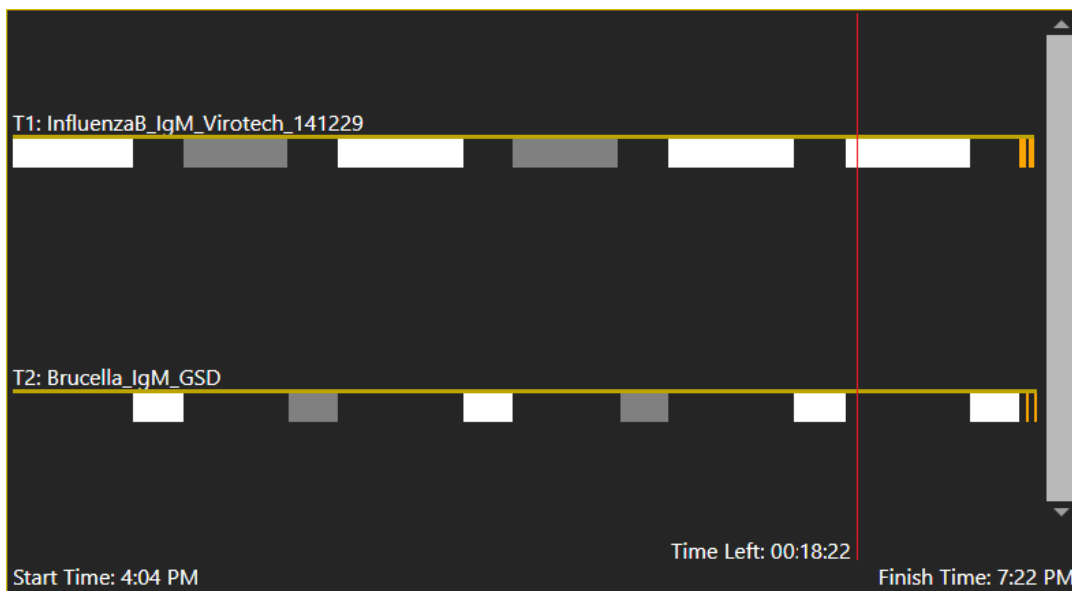 T1: InfluenzaB_IgM_Virotech_141229
T2: Brucella_IgM_GSD
Time Left: 00:18:22
Start Time: 4:04 PM
Finish Time: 7:22 PM